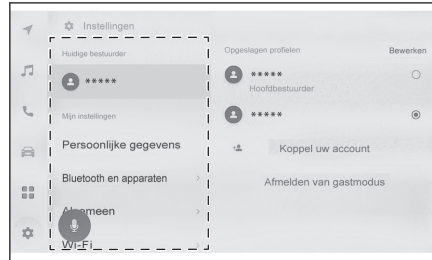 Instellingen
Huidige bestuurder
*****
Mijn instellingen
Persoonlijke gegevens
Bluetooth en apparaten
Algemeen
Wi-Fi
Opgeslagen profielen
Bewerken
*****
Hoofdbestuurder
*****
Koppel uw account
Afmelden van gastmodus